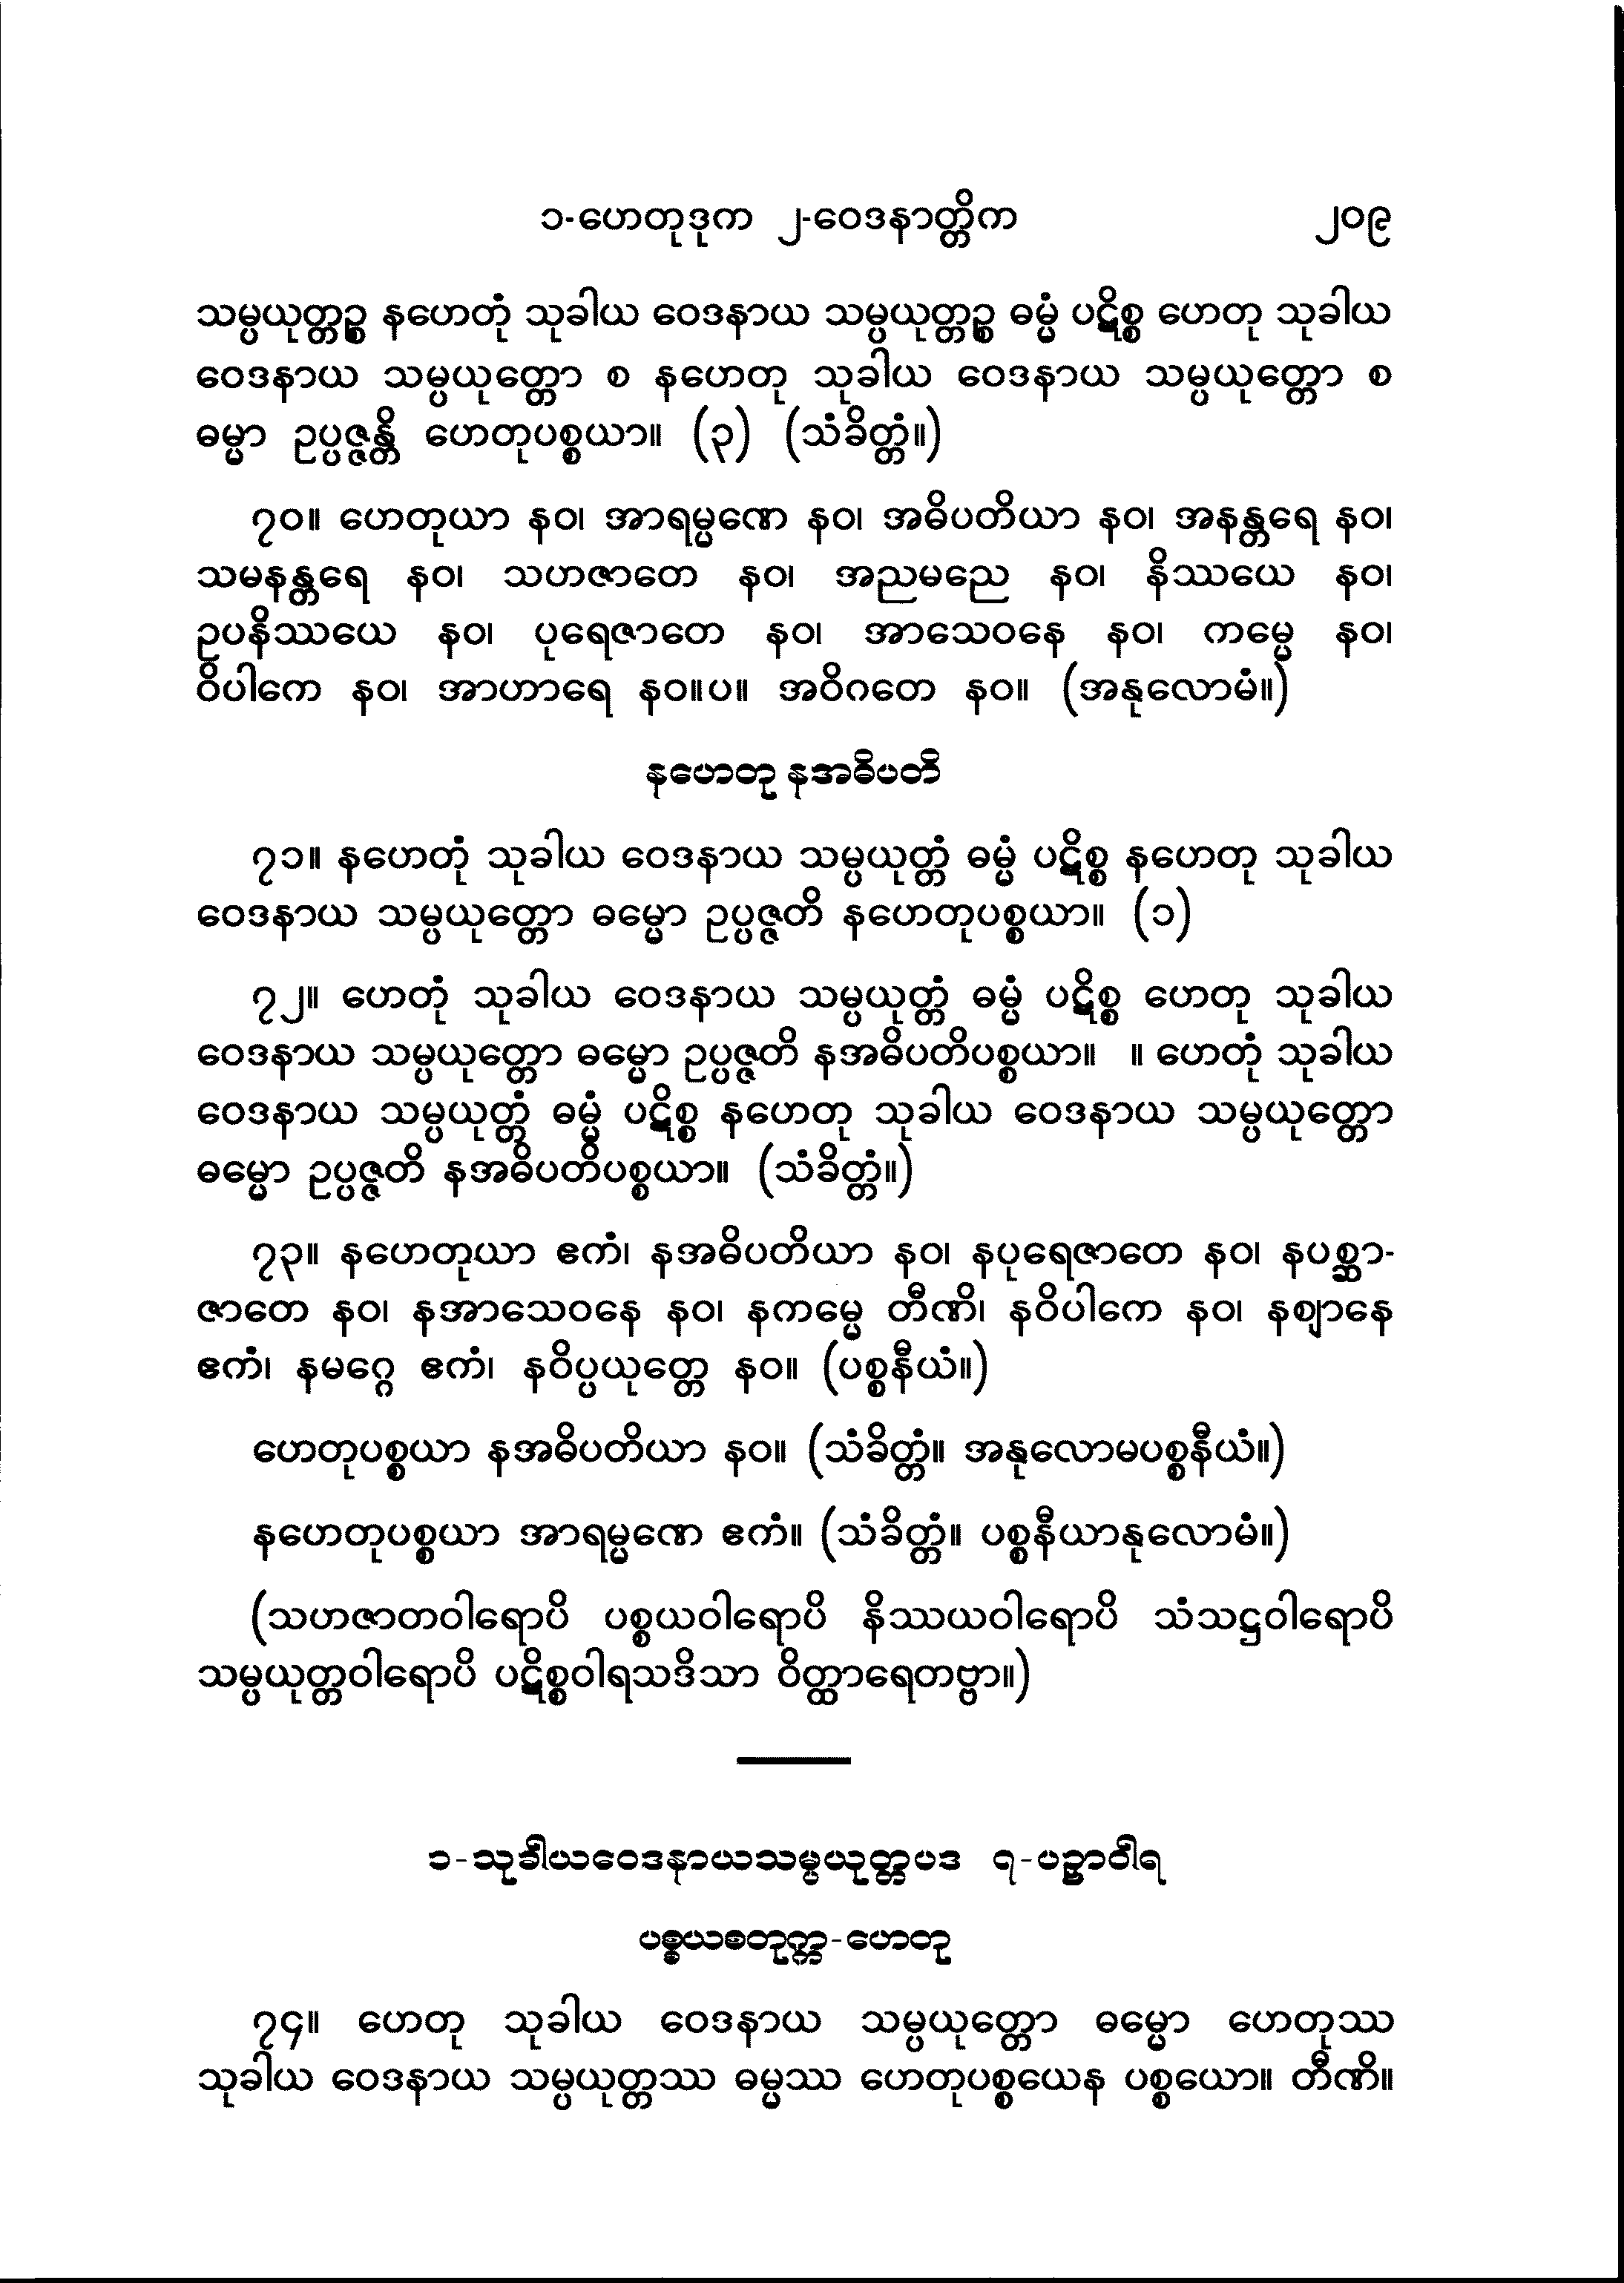 ၁-ဟေတုဒုက ၂-ဝေဒနာတ္တိက ၂၀၉
သမ္ပယုတ္တဉ္စ နဟေတုံ သုခါယ ဝေဒနာယ သမ္ပယုတ္တဉ္စ ဓမ္မံ ပဋိစ္စ ဟေတု သုခါယ
ဝေဒနာယ သမ္ပယုတ္တော စ နဟေတု သုခါယ ဝေဒနာယ သမ္ပယုတ္တော စ
ဓမ္မာ ဥပ္ပဇ္ဇန္တိ ဟေတုပစ္စယာ။ (၃) (သံခိတ္တံ။)
၇၀။ ဟေတုယာ နဝ၊ အာရမ္မဏေ နဝ၊ အဓိပတိယာ နဝ၊ အနန္တရေ နဝ၊
သမနန္တရေ နဝ၊ သဟဇာတေ နဝ၊ အညမညေ နဝ၊ နိဿယေ နဝ၊
ဥပနိဿယေ နဝ၊ ပုရေဇာတေ နဝ၊ အာသေဝနေ နဝ၊ ကမ္မေ နဝ၊
ဝိပါကေ နဝ၊ အာဟာရေ နဝ။ပ။ အဝိဂတေ နဝ။ (အနုလောမံ။)
နဟေတု နအဓိပတိ
၇၁။ နဟေတုံ သုခါယ ဝေဒနာယ သမ္ပယုတ္တံ ဓမ္မံ ပဋိစ္စ နဟေတု သုခါယ
ဝေဒနာယ သမ္ပယုတ္တော ဓမ္မော ဥပ္ပဇ္ဇတိ နဟေတုပစ္စယာ။ (၁)
၇၂။ ဟေတုံ သုခါယ ဝေဒနာယ သမ္ပယုတ္တံ ဓမ္မံ ပဋိစ္စ ဟေတု သုခါယ
ဝေဒနာယ သမ္ပယုတ္တော ဓမ္မော ဥပ္ပဇ္ဇတိ နအဓိပတိပစ္စယာ။ ။ ဟေတုံ သုခါယ
ဝေဒနာယ သမ္ပယုတ္တံ ဓမ္မံ ပဋိစ္စ နဟေတု သုခါယ ဝေဒနာယ သမ္ပယုတ္တော
ဓမ္မော ဥပ္ပဇ္ဇတိ နအဓိပတိပစ္စယာ။ (သံခိတ္တံ။)
၇၃။ နဟေတုယာ ဧကံ၊ နအဓိပတိယာ နဝ၊ နပုရေဇာတေ နဝ၊ နပစ္ဆာ-
ဇာတေ နဝ၊ နအာသေဝနေ နဝ၊ နကမ္မေ တီဏိ၊ နဝိပါကေ နဝ၊ နဈာနေ
ဧကံ၊ နမဂ္ဂေ ဧကံ၊ နဝိပ္ပယုတ္တေ နဝ။ (ပစ္စနီယံ။)
ဟေတုပစ္စယာ နအဓိပတိယာ နဝ။ (သံခိတ္တံ။ အနုလောမပစ္စနီယံ။)
နဟေတုပစ္စယာ အာရမ္မဏေ ဧကံ။ (သံခိတ္တံ။ ပစ္စနီယာနုလောမံ။)
(သဟဇာတဝါရောပိ ပစ္စယဝါရောပိ နိဿယဝါရောပိ သံသဋ္ဌဝါရောပိ
သမ္ပယုတ္တဝါရောပိ ပဋိစ္စဝါရသဒိသာ ဝိတ္ထာရေတဗ္ဗာ။)
၁-သုခါယဝေဒနာယသမ္ပယုတ္တပဒ ၇-ပဉှာဝါရ
ပစ္စယစတုက္က-ဟေတု
၇၄။ ဟေတု သုခါယ ဝေဒနာယ သမ္ပယုတ္တော ဓမ္မော ဟေတုဿ
သုခါယ ဝေဒနာယ သမ္ပယုတ္တဿ ဓမ္မဿ ဟေတုပစ္စယေန ပစ္စယော။ တီဏိ။